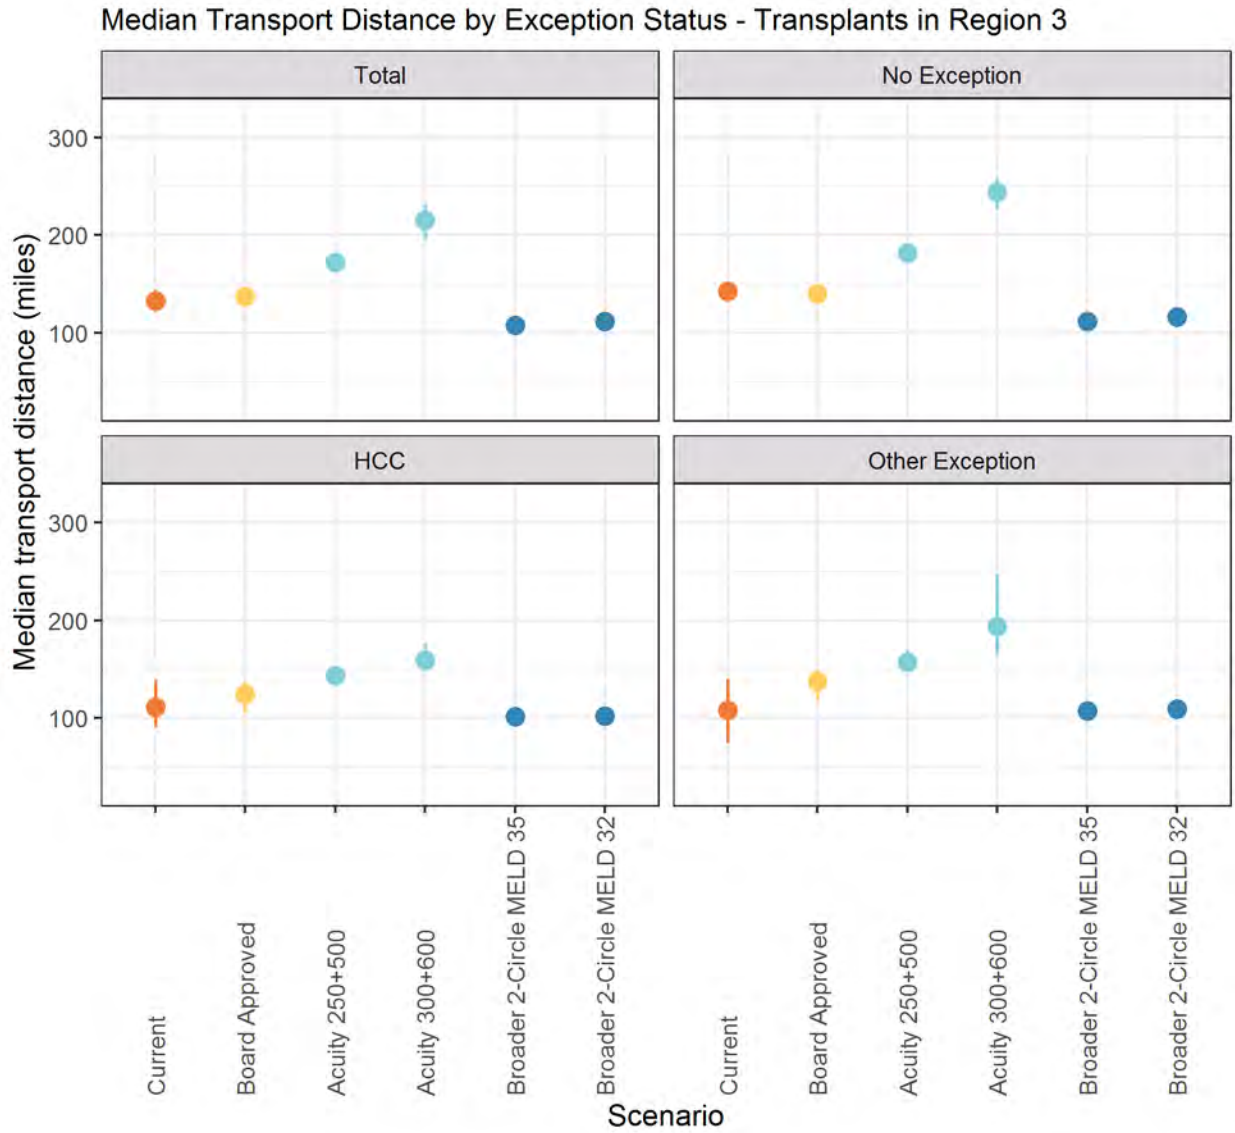 Median Transport Distance by Exception Status - Transplants in Region 3
Total
No Exception
300
200
100
HCC
Other Exception
300
200
100
Median transport distance (miles)
Current
Board Approved
Acuity 250+500
Acuity 300+600
Broader 2-Circle MELD 35
Broader 2-Circle MELD 32
Current
Board Approved
Acuity 250+500
Acuity 300+600
Broader 2-Circle MELD 35
Broader 2-Circle MELD 32
Scenario